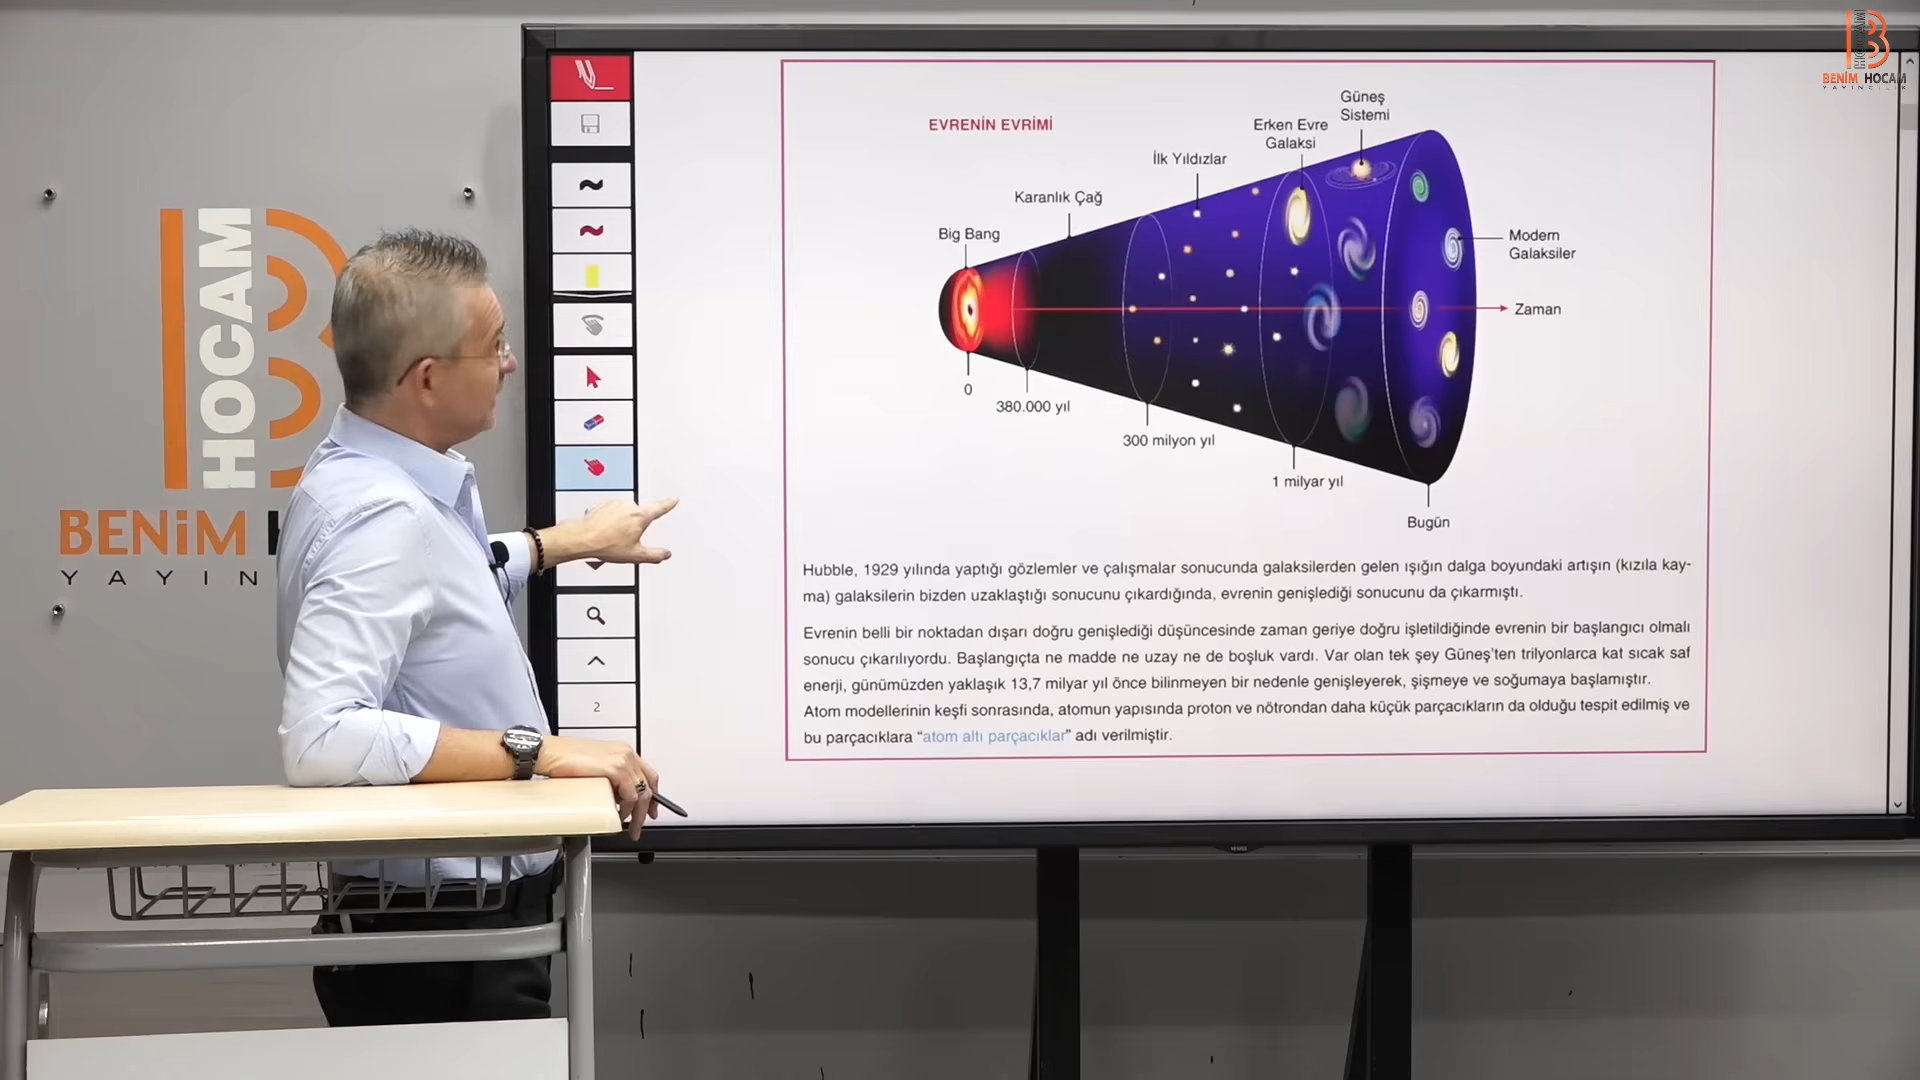 BENİM HOCAM
YAYINCILIK
HOCAM
BENİM
YAYIN
EVRENİN EVRİMİ
Güneş
Sistemi
Erken Evre
Galaksi
İlk Yıldızlar
Karanlık Çağ
Big Bang
Modern
Galaksiler
Zaman
0
380.000 yıl
300 milyon yıl
1 milyar yıl
Bugün
Hubble, 1929 yılında yaptığı gözlemler ve çalışmalar sonucunda galaksilerden gelen ışığın dalga boyundaki artışın (kızıla kay-
ma) galaksilerin bizden uzaklaştığı sonucunu çıkardığında, evrenin genişlediği sonucunu da çıkarmıştı.
Evrenin belli bir noktadan dışarı doğru genişlediği düşüncesinde zaman geriye doğru işletildiğinde evrenin bir başlangıcı olmalı
sonucu çıkarılıyordu. Başlangıçta ne madde ne uzay ne de boşluk vardı. Var olan tek şey Güneş'ten trilyonlarca kat sıcak saf
enerji, günümüzden yaklaşık 13,7 milyar yıl önce bilinmeyen bir nedenle genişleyerek, şişmeye ve soğumaya başlamıştır.
Atom modellerinin keşfi sonrasında, atomun yapısında proton ve nötrondan daha küçük parçacıkların da olduğu tespit edilmiş ve
bu parçacıklara “atom altı parçacıklar” adı verilmiştir.
2